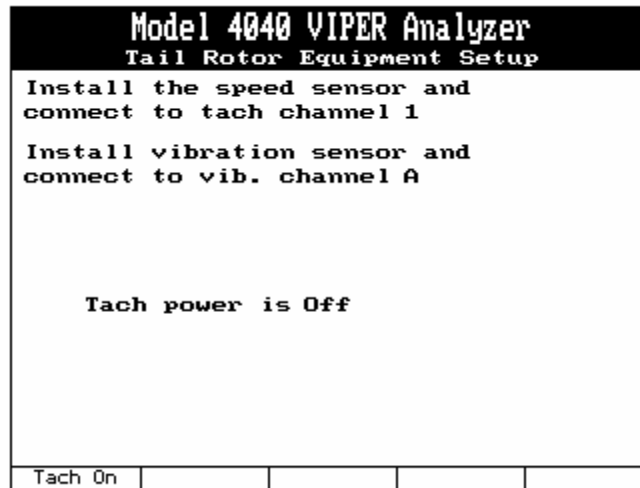 Model 4040 VIPER Analyzer
Tail Rotor Equipment Setup
Install the speed sensor and
connect to tach channel 1
Install vibration sensor and
connect to vib. channel A
Tach power is Off
Tach On